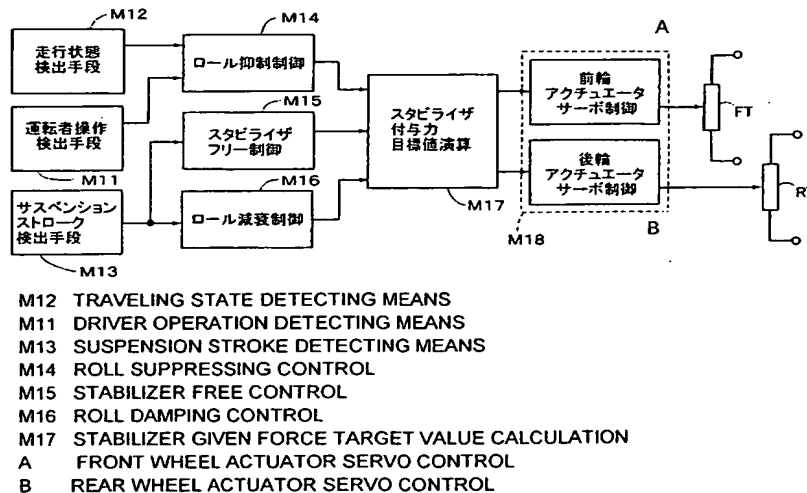 M12
走行状態
検出手段
M14
ロール抑制制御
M15
運転者操作
検出手段
M11
スタビライザ
フリー制御
M16
サスペンション
ストローク
検出手段
M13
ロール減衰制御
スタビライザ
付与力
目標値演算
M17
A
前輪
アクチュエータ
サーボ制御
FT
後輪
アクチュエータ
サーボ制御
R
M18
B
M12 TRAVELING STATE DETECTING MEANS
M11 DRIVER OPERATION DETECTING MEANS
M13 SUSPENSION STROKE DETECTING MEANS
M14 ROLL SUPPRESSING CONTROL
M15 STABILIZER FREE CONTROL
M16 ROLL DAMPING CONTROL
M17 STABILIZER GIVEN FORCE TARGET VALUE CALCULATION
A FRONT WHEEL ACTUATOR SERVO CONTROL
B REAR WHEEL ACTUATOR SERVO CONTROL